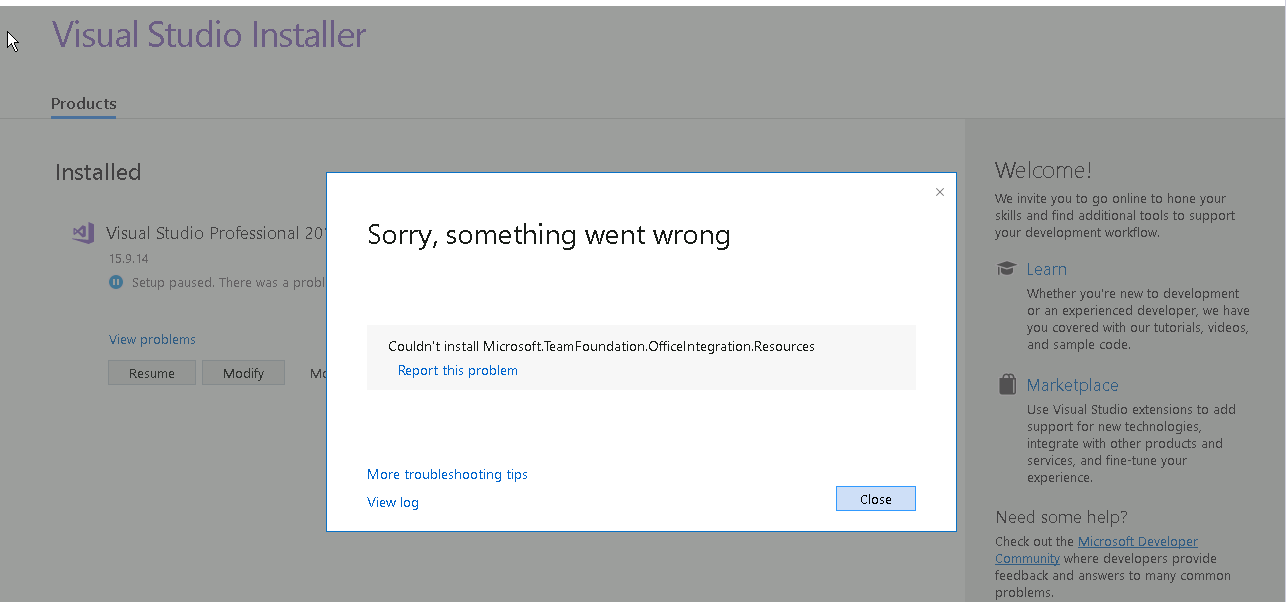 Visual Studio Installer
Products
Installed
Visual Studio Professional
15.9.14
Setup paused. There was a
View problems
Resume
Modify
Sorry, something went wrong
Couldn't install Microsoft.TeamFoundation.OfficeIntegration.Resources
Report this problem
More troubleshooting tips
View log
Close
Welcome!
We invite you to go online to hone your
skills and find additional tools to support
your development workflow.
Learn
Whether you're new to development
or an experienced developer, we have
you covered with our tutorials, videos,
and sample code.
Marketplace
Use Visual Studio extensions to add
support for new technologies,
integrate with other products and
services, and fine-tune your
experience.
Need some help?
Check out the Microsoft Developer
Community where developers provide
feedback and answers to many common
problems.